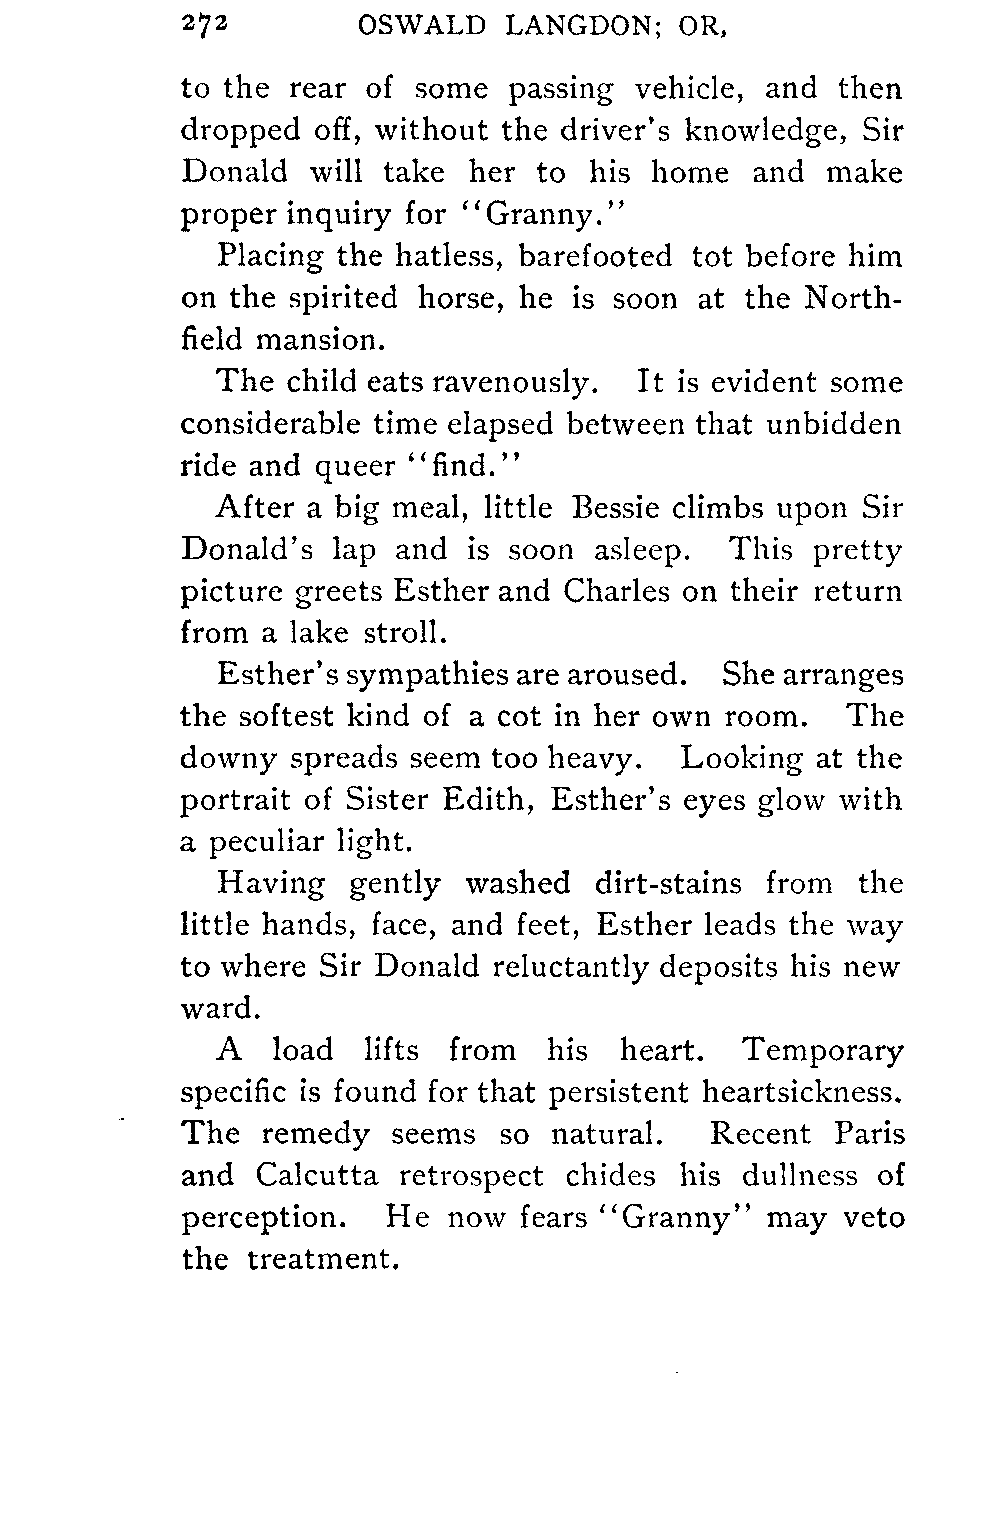 272 OSWALD LANGDON; OR,
to the rear of some passing vehicle, and then
dropped off, without the driver's knowledge, Sir
Donald will take her to his home and make
proper inquiry for "Granny."
Placing the hatless, barefooted tot before him
on the spirited horse, he is soon at the North-
field mansion.
The child eats ravenously. It is evident some
considerable time elapsed between that unbidden
ride and queer "find."
After a big meal, little Bessie climbs upon Sir
Donald's lap and is soon asleep. This pretty
picture greets Esther and Charles on their return
from a lake stroll.
Esther's sympathies are aroused. She arranges
the softest kind of a cot in her own room. The
downy spreads seem too heavy. Looking at the
portrait of Sister Edith, Esther's eyes glow with
a peculiar light.
Having gently washed dirt-stains from the
little hands, face, and feet, Esther leads the way
to where Sir Donald reluctantly deposits his new
ward.
A load lifts from his heart. Temporary
specific is found for that persistent heartsickness.
The remedy seems so natural. Recent Paris
and Calcutta retrospect chides his dullness of
perception. He now fears "Granny" may veto
the treatment.